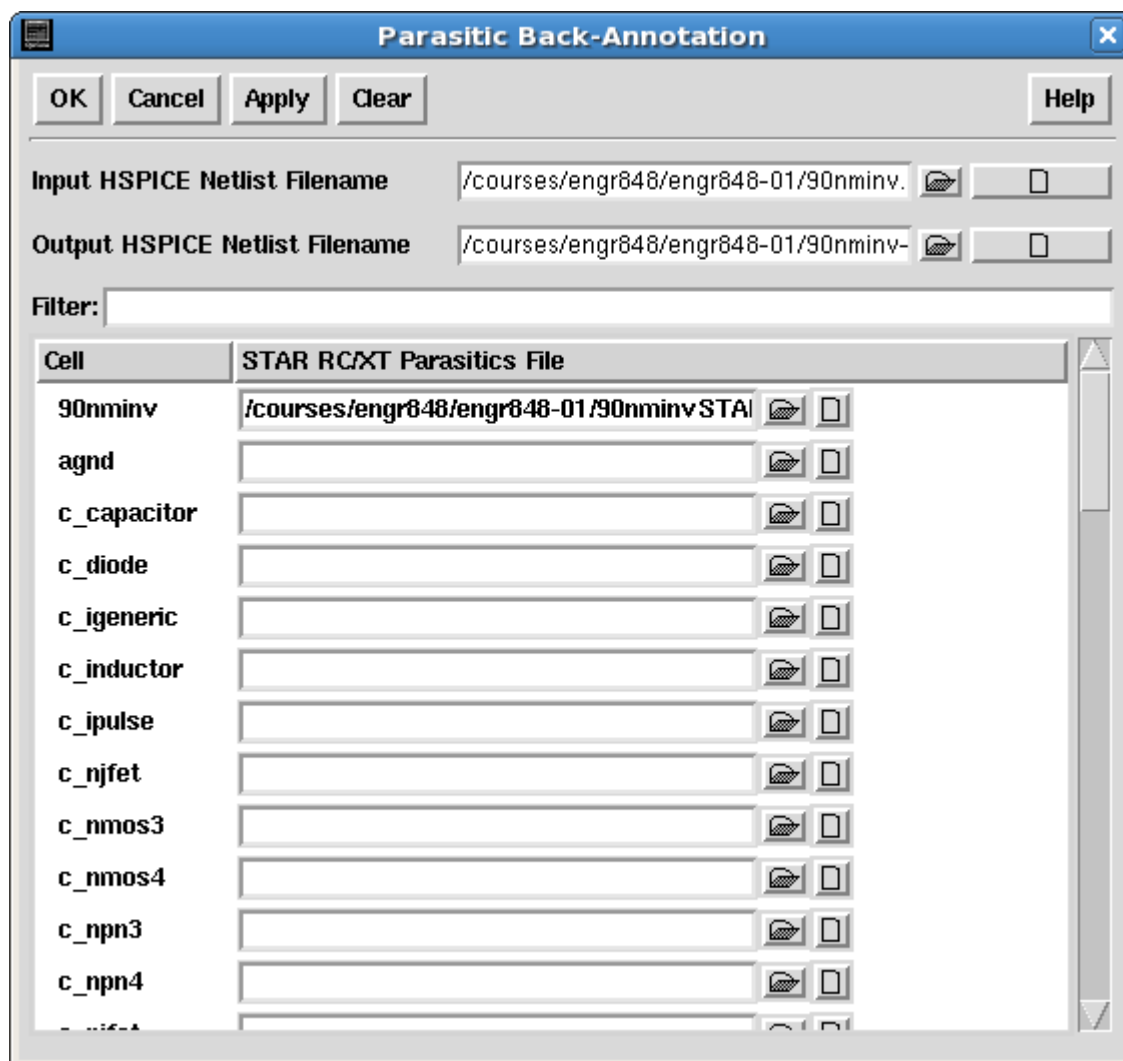 Parasitic Back-Annotation
OK Cancel Apply Clear Help
Input HSPICE Netlist Filename /courses/engr848/engr848-01/90nminv.
Output HSPICE Netlist Filename /courses/engr848/engr848-01/90nminv-
Filter:
Cell STAR RC/XT Parasitics File
90nminv /courses/engr848/engr848-01/90nminvSTAI
agnd
c_capacitor
c_diode
c_igeneric
c_inductor
c_ipulse
c_njfet
c_nmos3
c_nmos4
c_npn3
c_npn4